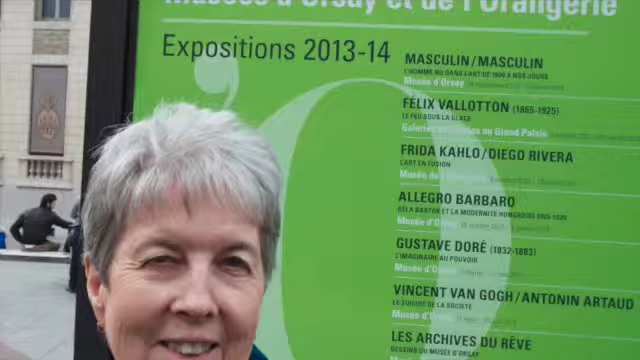 Musées d'Orsay et de l'Orangerie
Expositions 2013-14
MASCULIN/MASCULIN
L'HOMME NU DANS L'ART DE 1800 À NOS JOURS
Musée d'Orsay
FÉLIX VALLOTTON (1865-1925)
LE FEU SOUS LA GLACE
Galeries nationales du Grand Palais
FRIDA KAHLO/DIEGO RIVERA
L'ART EN FUSION
Musée de l'Orangerie
ALLEGRO BARBARO
BÉLA BARTÓK ET LA MODERNITÉ HONGROISE 1905-1920
Musée d'Orsay
GUSTAVE DORÉ (1832-1883)
L'IMAGINAIRE AU POUVOIR
Musée d'Orsay
VINCENT VAN GOGH/ANTONIN ARTAUD
LE SUICIDÉ DE LA SOCIÉTÉ
Musée d'Orsay
LES ARCHIVES DU RÊVE
DESSINS DU MUSÉE D'ORSAY